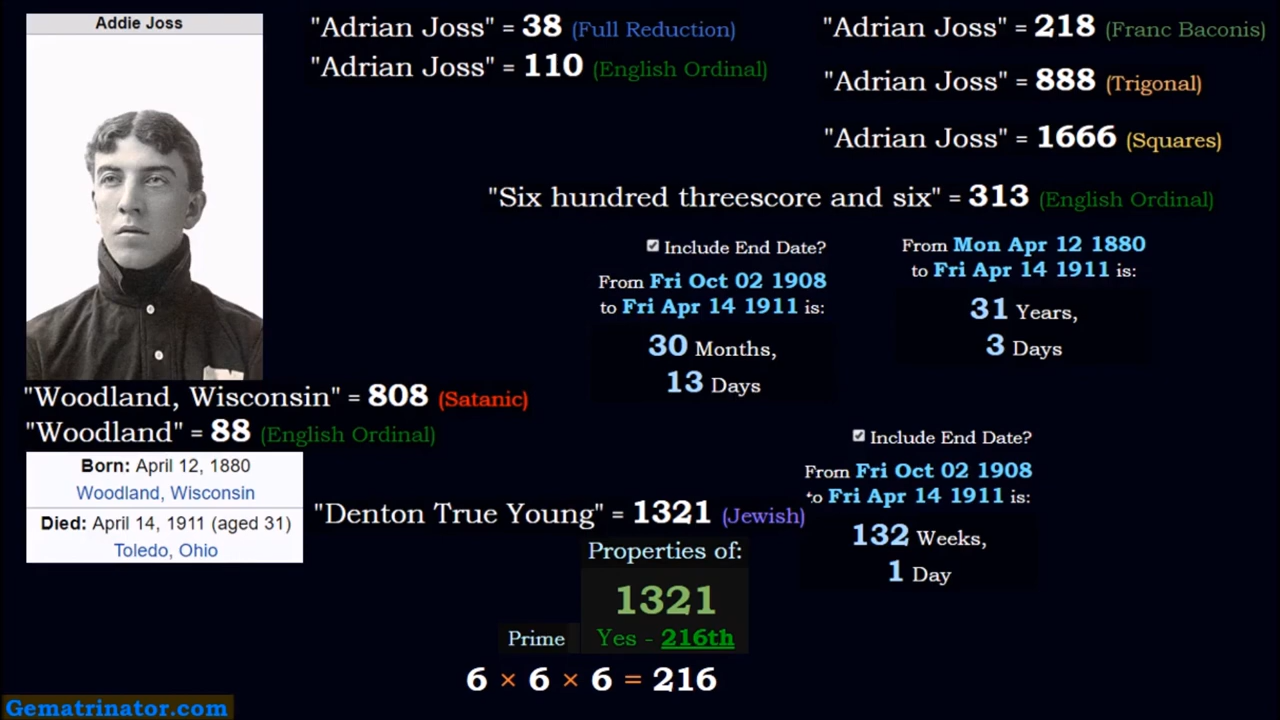 Addie Joss
"Adrian Joss" = 38 (Full Reduction)
"Adrian Joss" = 110 (English Ordinal)
"Adrian Joss" = 218 (Franc Baconis)
"Adrian Joss" = 888 (Trigonal)
"Adrian Joss" = 1666 (Squares)
"Six hundred threescore and six" = 313 (English Ordinal)
Include End Date?
From Fri Oct 02 1908
to Fri Apr 14 1911 is:
30 Months,
13 Days
From Mon Apr 12 1880
to Fri Apr 14 1911 is:
31 Years,
3 Days
"Woodland, Wisconsin" = 808 (Satanic)
"Woodland" = 88 (English Ordinal)
Born: April 12, 1880
Woodland, Wisconsin
Died: April 14, 1911 (aged 31)
Toledo, Ohio
Include End Date?
From Fri Oct 02 1908
to Fri Apr 14 1911 is:
132 Weeks,
1 Day
"Denton True Young" = 1321 (Jewish)
Properties of:
1321
Prime Yes - 216th
6 × 6 × 6 = 216
Gematrinator.com